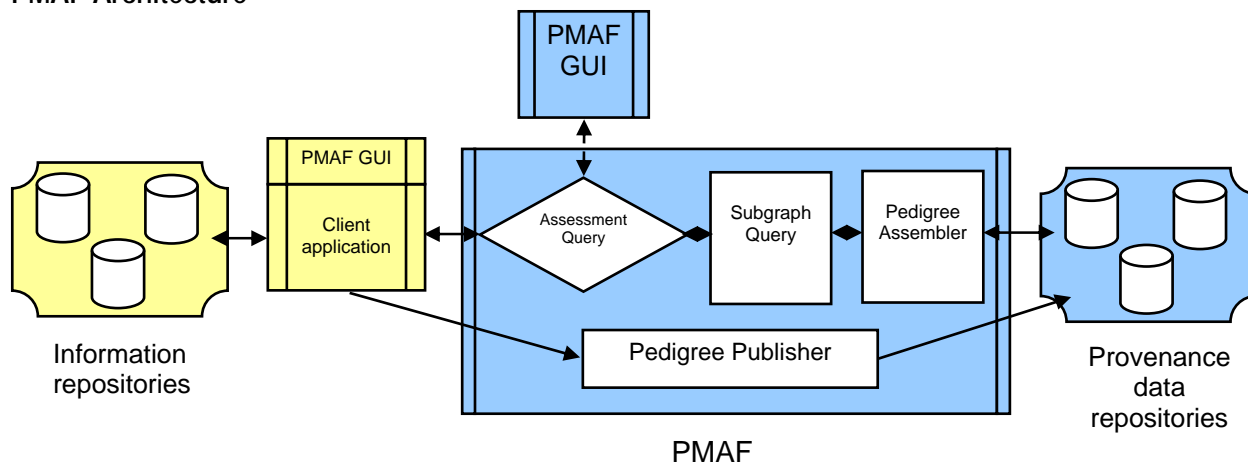 PMAF Architecture
PMAF
GUI
PMAF GUI
Client
application
Assessment
Query
Subgraph
Query
Pedigree
Assembler
Pedigree Publisher
Information
repositories
Provenance
data
repositories
PMAF